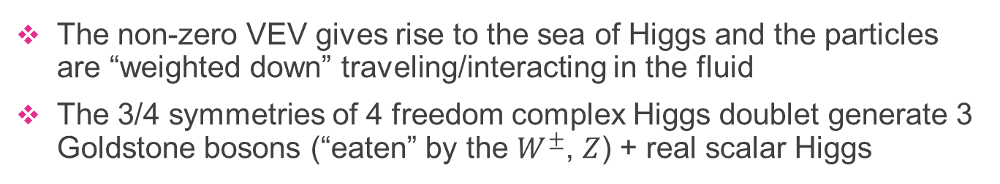 ❖ The non-zero VEV gives rise to the sea of Higgs and the particles
are “weighted down” traveling/interacting in the fluid
❖ The 3/4 symmetries of 4 freedom complex Higgs doublet generate 3
Goldstone bosons (“eaten” by the W±, Z) + real scalar Higgs